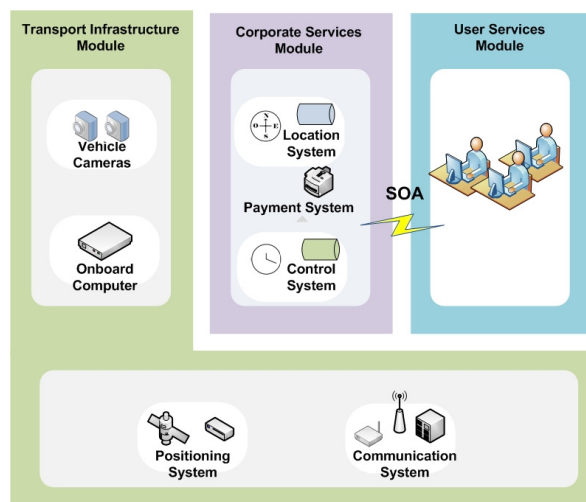 Transport Infrastructure
Module
Corporate Services
Module
User Services
Module
Vehicle
Cameras
Onboard
Computer
N
O
E
S
Location
System
Payment System
Control
System
SOA
Positioning
System
Communication
System